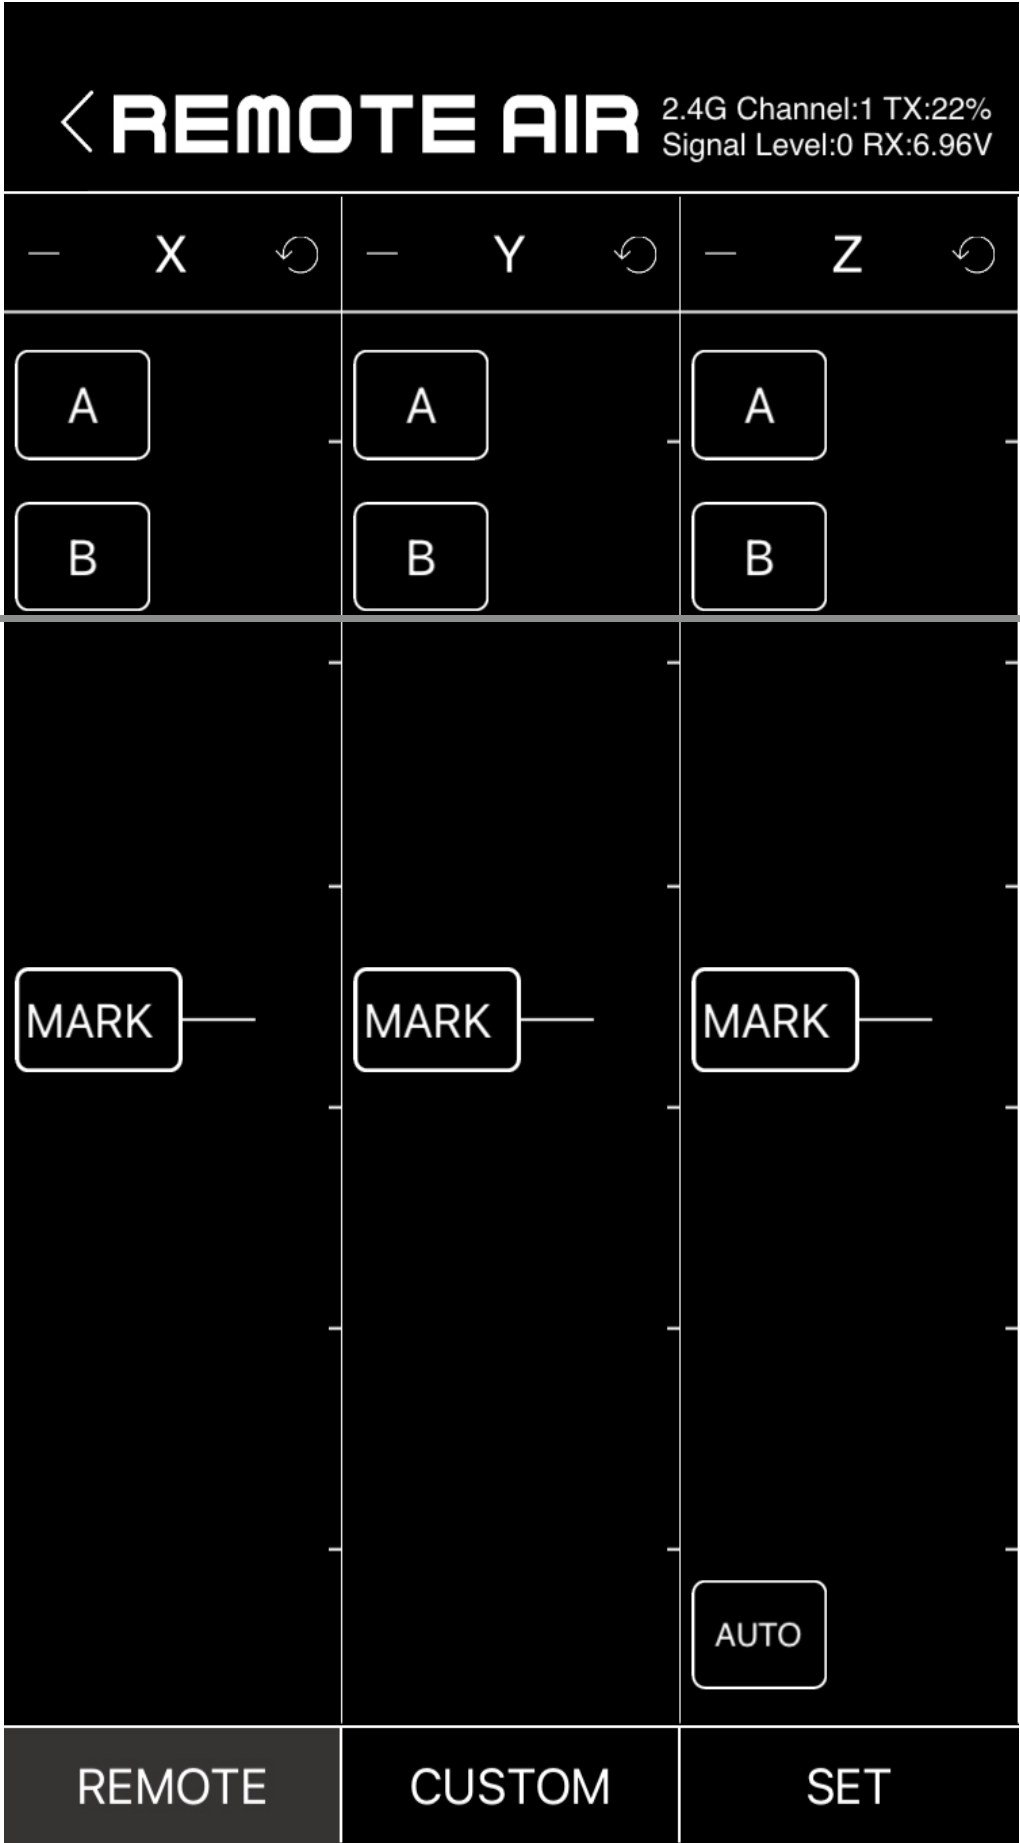 REMOTE AIR
2.4G Channel:1 TX:22%
Signal Level:0 RX:6.96V
X Y Z
A A A
B B B
MARK MARK MARK
AUTO
REMOTE CUSTOM SET